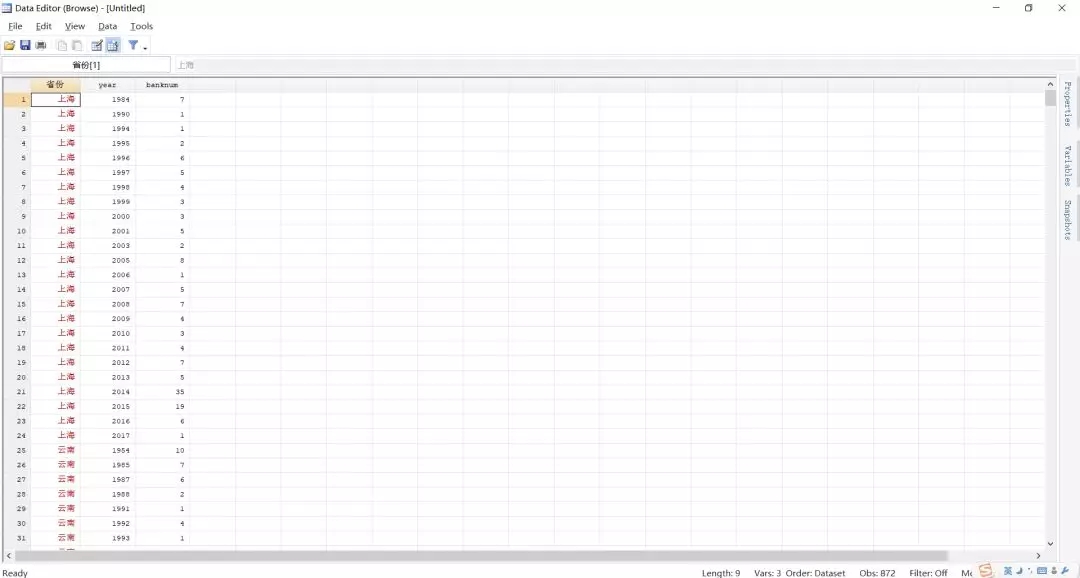 Data Editor (Browse) - [Untitled]
File Edit View Data Tools
省份[1] 上海
省份 year banknum
1 上海 1984 7
2 上海 1990 1
3 上海 1994 1
4 上海 1995 2
5 上海 1996 6
6 上海 1997 5
7 上海 1998 4
8 上海 1999 3
9 上海 2000 3
10 上海 2001 5
11 上海 2003 2
12 上海 2005 8
13 上海 2006 1
14 上海 2007 5
15 上海 2008 7
16 上海 2009 4
17 上海 2010 3
18 上海 2011 4
19 上海 2012 7
20 上海 2013 5
21 上海 2014 35
22 上海 2015 19
23 上海 2016 6
24 上海 2017 1
25 云南 1984 10
26 云南 1985 7
27 云南 1987 6
28 云南 1988 2
29 云南 1991 1
30 云南 1992 4
31 云南 1993 1
Properties
Variables
Snapshots
Ready Length: 9 Vars: 3 Order: Dataset Obs: 872 Filter: Off 英